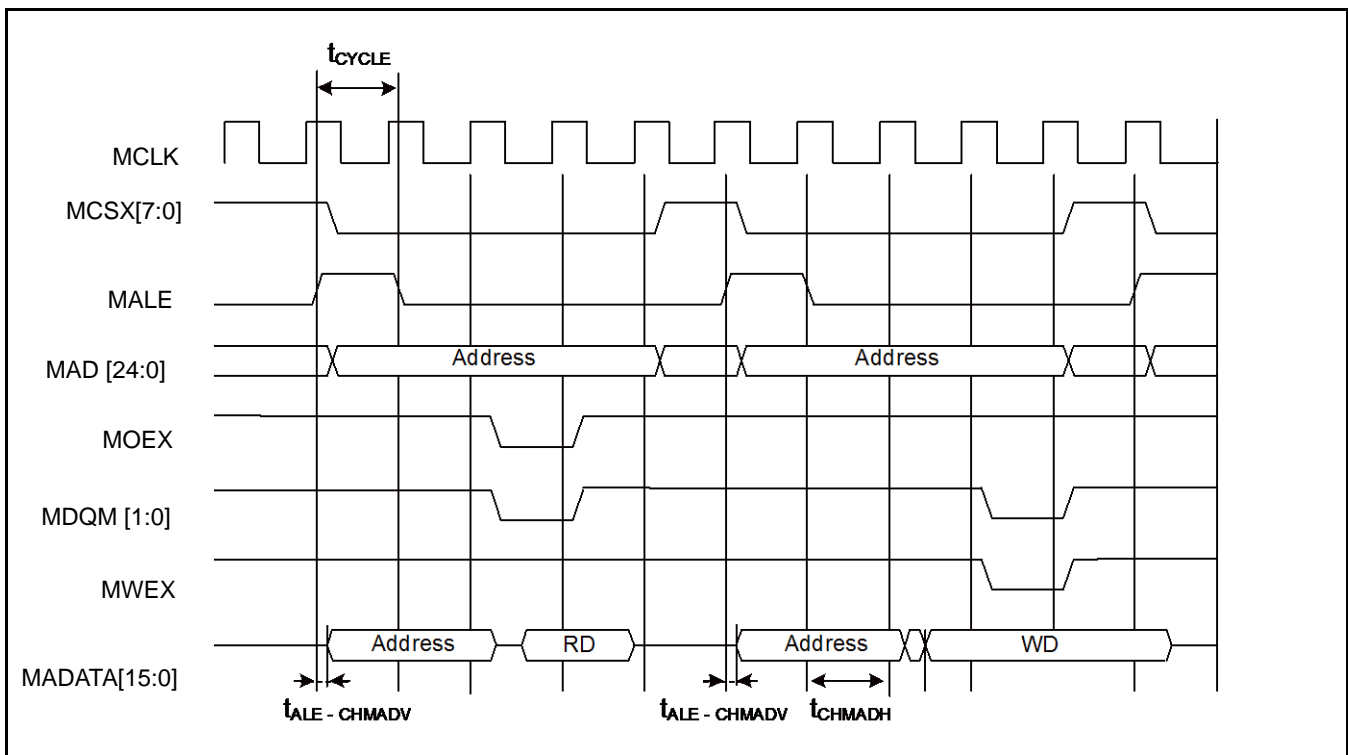 tCYCLE
MCLK
MCSX[7:0]
MALE
MAD [24:0]
Address
Address
MOEX
MDQM [1:0]
MWEX
MADATA[15:0]
Address
RD
Address
WD
tALE - CHMADV
tALE - CHMADV
tCHMADH